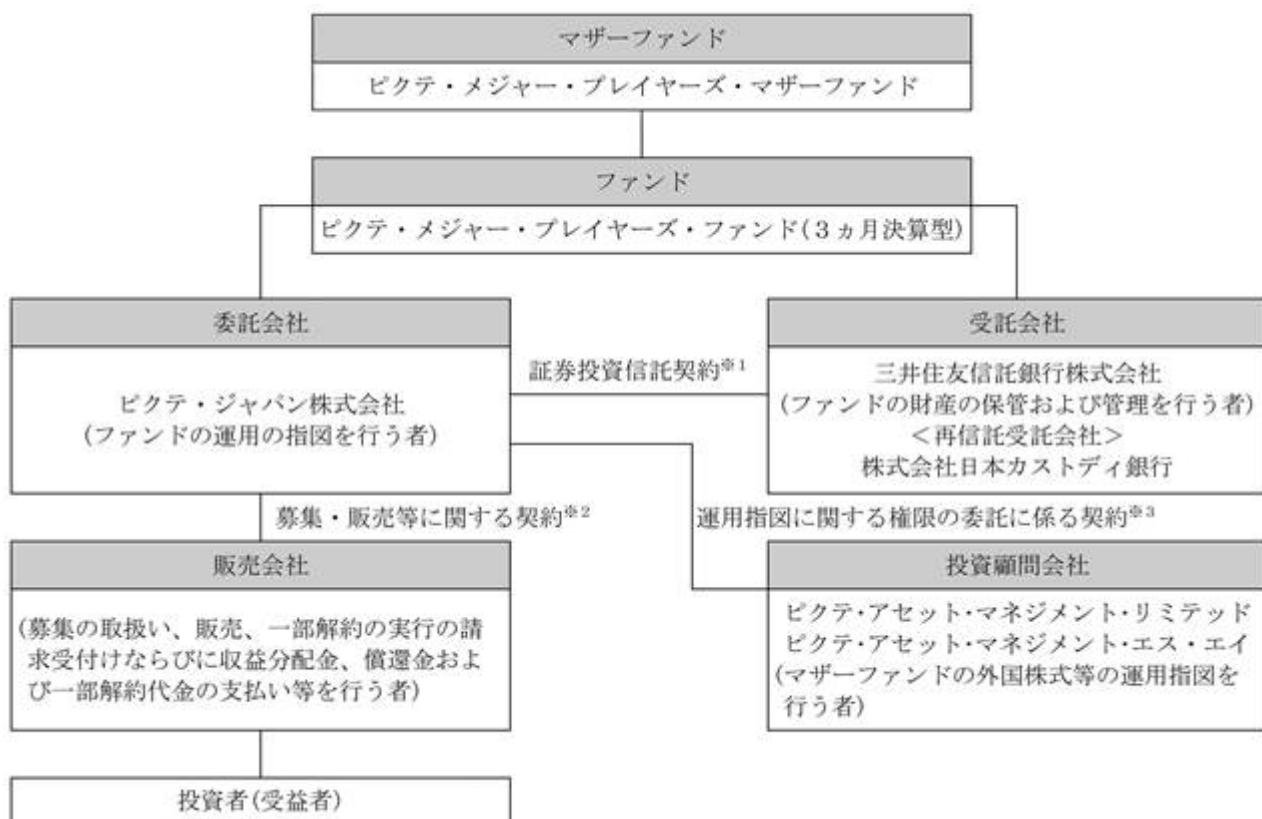 マザーファンド
ピクテ・メジャー・プレイヤーズ・マザーファンド
ファンド
ピクテ・メジャー・プレイヤーズ・ファンド(３ヵ月決算型)
委託会社
ピクテ・ジャパン株式会社
(ファンドの運用の指図を行う者)
証券投資信託契約※1
受託会社
三井住友信託銀行株式会社
(ファンドの財産の保管および管理を行う者)
<再信託受託会社>
株式会社日本カストディ銀行
募集・販売等に関する契約※2
運用指図に関する権限の委託に係る契約※3
販売会社
(募集の取扱い、販売、一部解約の実行の請
求受付けならびに収益分配金、償還金およ
び一部解約代金の支払い等を行う者)
投資顧問会社
ピクテ･アセット･マネジメント･リミテッド
ピクテ･アセット･マネジメント･エス・エイ
(マザーファンドの外国株式等の運用指図を
行う者)
投資者(受益者)